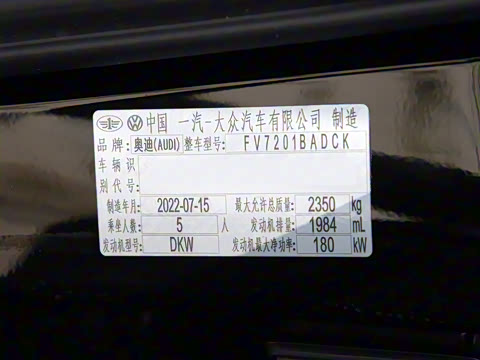 中国 一汽-大众汽车有限公司 制造
品牌: 奥迪(AUDI) 整车型号: FV7201BADCK
车辆识
别代号:
制造年月: 2022-07-15 最大允许总质量: 2350 kg
乘坐人数: 5 人 发动机排量: 1984 mL
发动机型号: DKW 发动机最大净功率: 180 kW